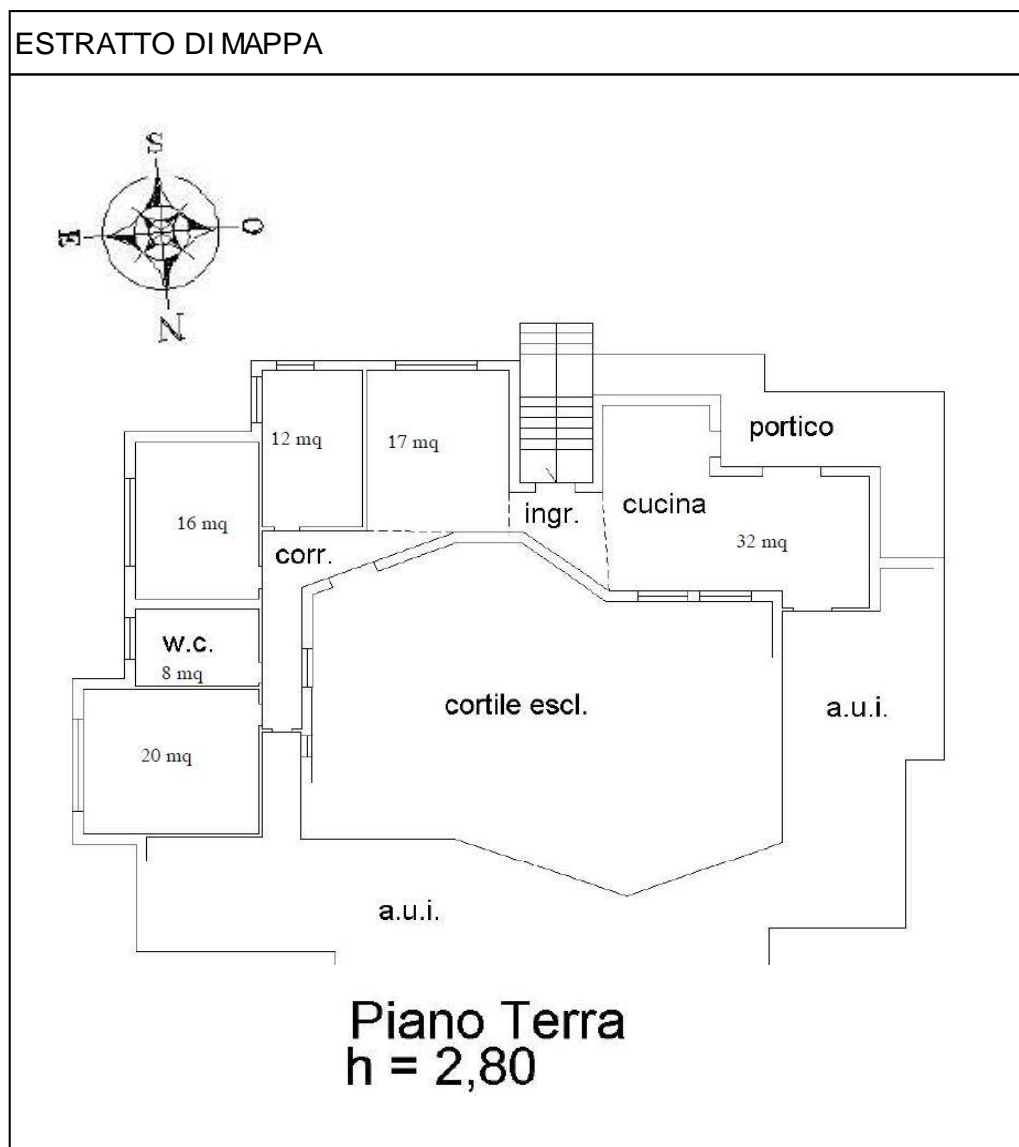 ESTRATTO DI MAPPA
S
E
O
N
portico
12 mq
17 mq
cucina
ingr.
16 mq
32 mq
corr.
w.c.
8 mq
cortile escl.
a.u.i.
20 mq
a.u.i.
Piano Terra
h = 2,80